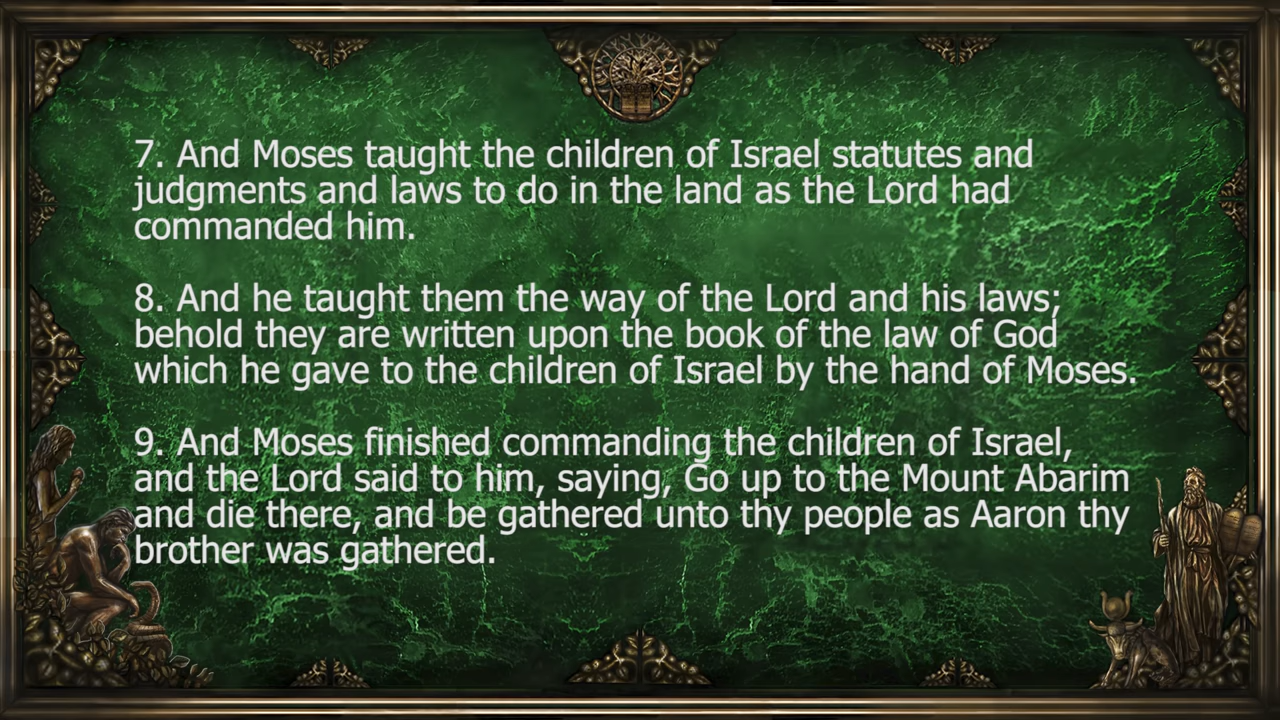 7. And Moses taught the children of Israel statutes and
judgments and laws to do in the land as the Lord had
commanded him.
8. And he taught them the way of the Lord and his laws;
behold they are written upon the book of the law of God
which he gave to the children of Israel by the hand of Moses.
9. And Moses finished commanding the children of Israel,
and the Lord said to him, saying, Go up to the Mount Abarim
and die there, and be gathered unto thy people as Aaron thy
brother was gathered.